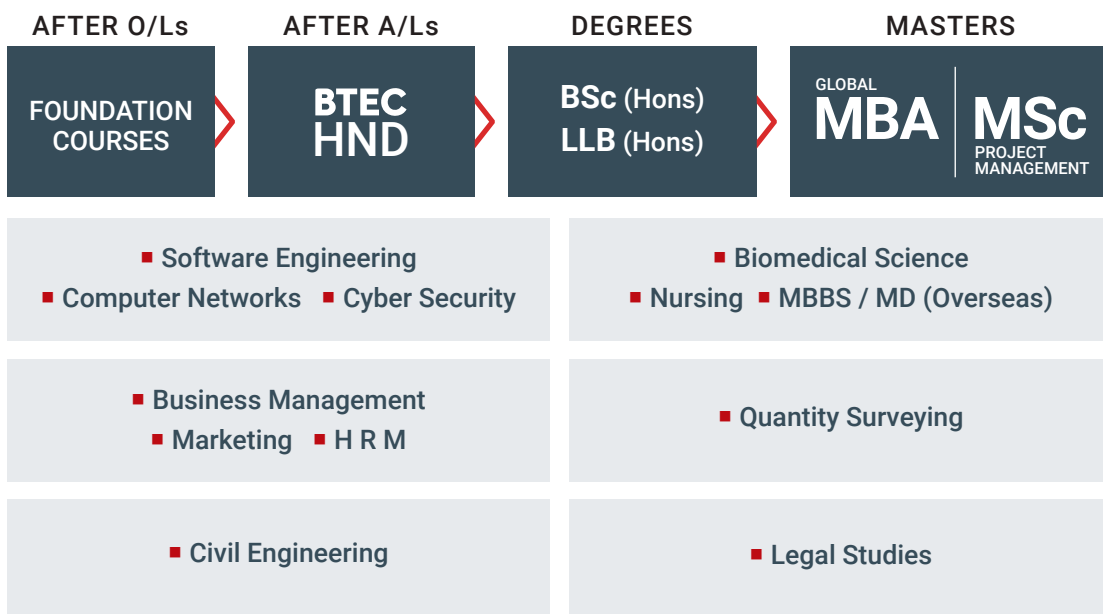 AFTER O/Ls
AFTER A/Ls
DEGREES
MASTERS
FOUNDATION
COURSES
BTEC
HND
BSc (Hons)
LLB (Hons)
GLOBAL
MBA
MSc
PROJECT
MANAGEMENT
Software Engineering
Computer Networks Cyber Security
Biomedical Science
Nursing MBBS / MD (Overseas)
Business Management
Marketing H R M
Quantity Surveying
Civil Engineering
Legal Studies